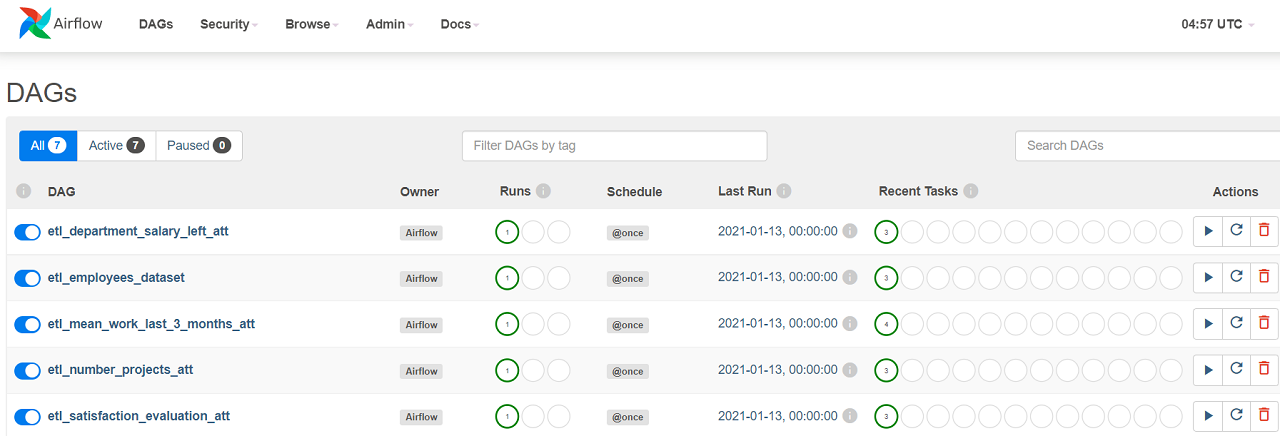 Airflow DAGs Security Browse Admin Docs 04:57 UTC
DAGs
All 7 Active 7 Paused 0 Filter DAGs by tag Search DAGs
i DAG Owner Runs i Schedule Last Run i Recent Tasks i Actions
etl_department_salary_left_att Airflow 1 @once 2021-01-13, 00:00:00 i 3
etl_employees_dataset Airflow 1 @once 2021-01-13, 00:00:00 i 3
etl_mean_work_last_3_months_att Airflow 1 @once 2021-01-13, 00:00:00 i 4
etl_number_projects_att Airflow 1 @once 2021-01-13, 00:00:00 i 3
etl_satisfaction_evaluation_att Airflow 1 @once 2021-01-13, 00:00:00 i 3